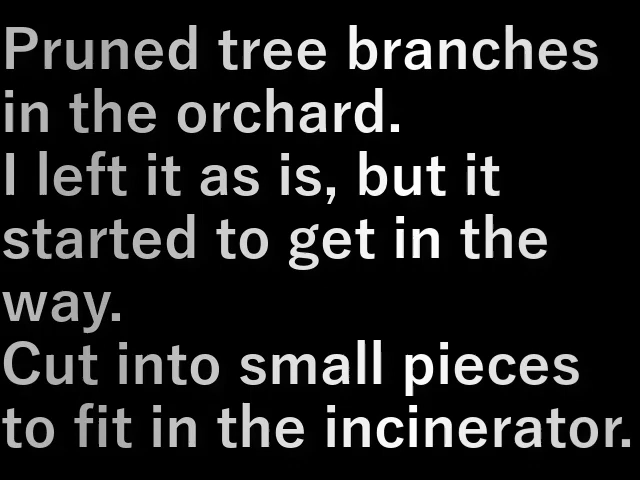 Pruned tree branches
in the orchard.
I left it as is, but it
started to get in the
way.
Cut into small pieces
to fit in the incinerator.